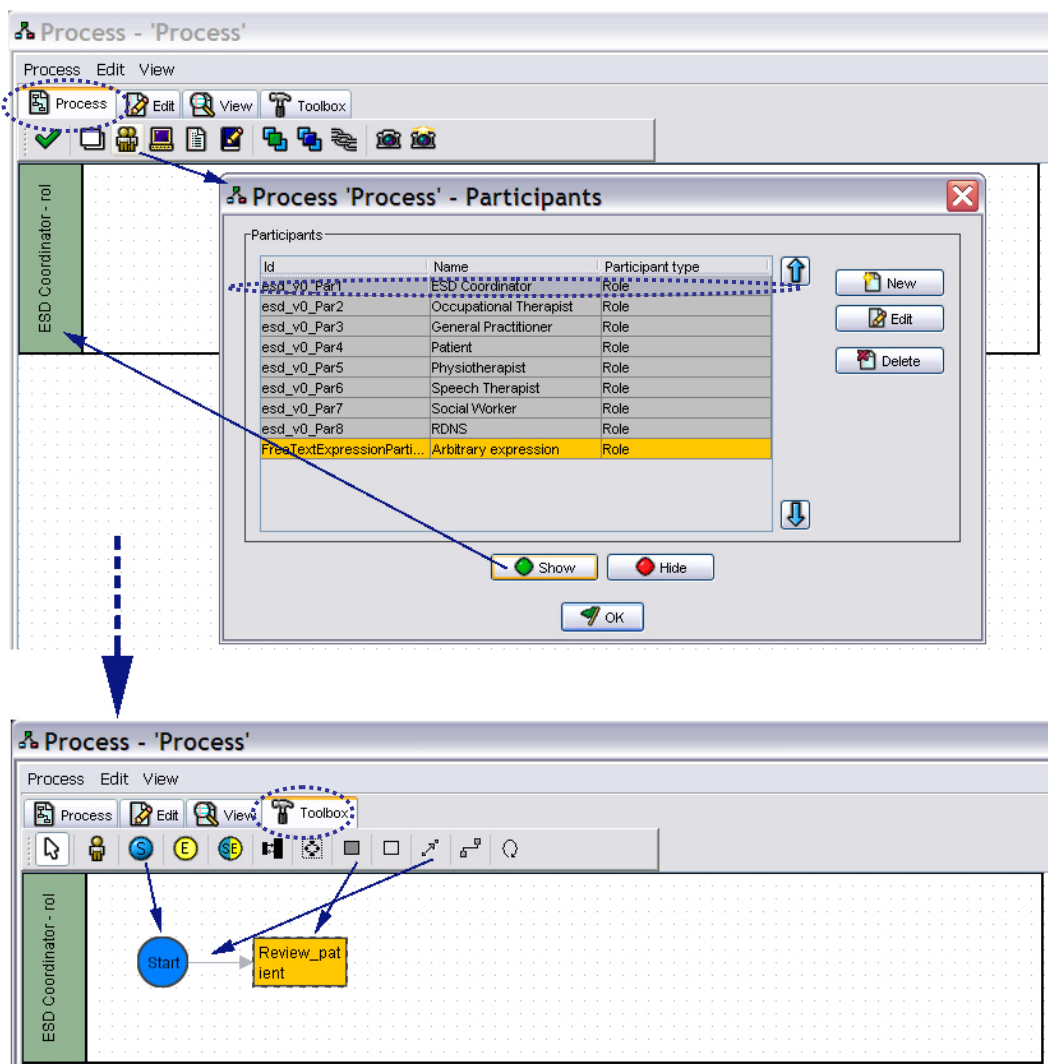 Process - 'Process'
Process Edit View
Process Edit View Toolbox
ESD Coordinator - rol
Process 'Process' - Participants
Participants
Id Name Participant type
esd_v0_Par1 ESD Coordinator Role
esd_v0_Par2 Occupational Therapist Role
esd_v0_Par3 General Practitioner Role
esd_v0_Par4 Patient Role
esd_v0_Par5 Physiotherapist Role
esd_v0_Par6 Speech Therapist Role
esd_v0_Par7 Social Worker Role
esd_v0_Par8 RDNS Role
FreeTextExpressionParti... Arbitrary expression Role
New
Edit
Delete
Show Hide
OK
Process - 'Process'
Process Edit View
Process Edit View Toolbox
S E SE
ESD Coordinator - rol
Start
Review_pat
ient